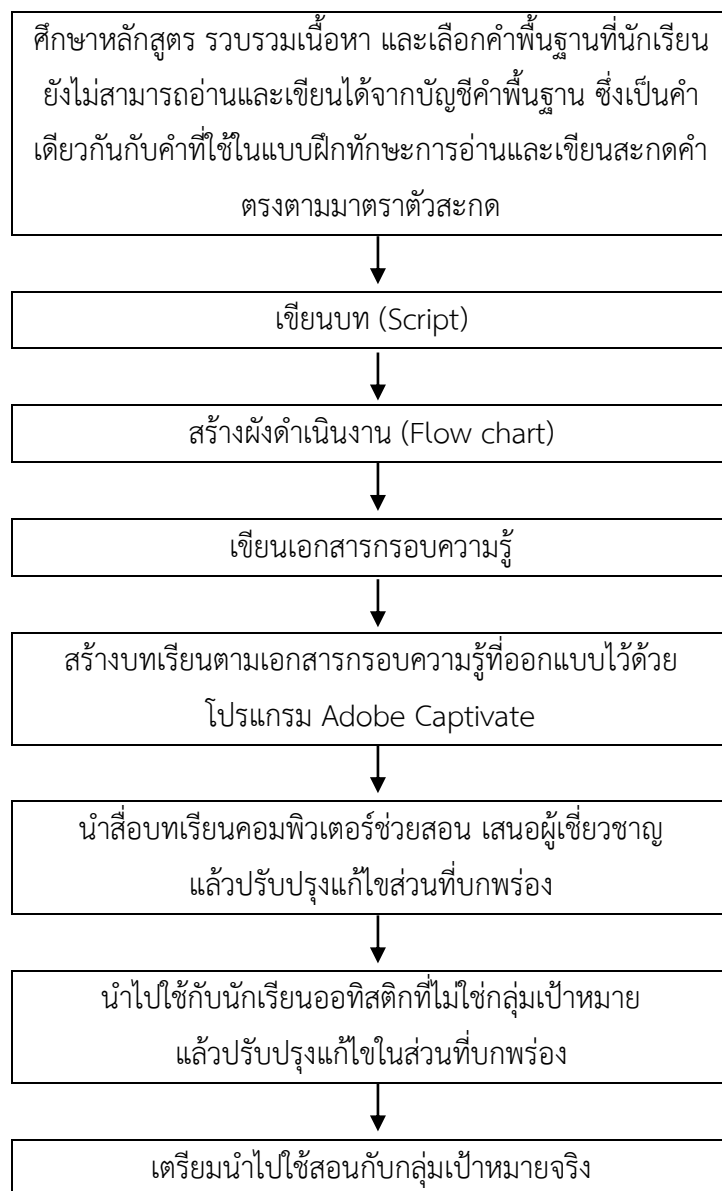 ศึกษาหลักสูตร รวบรวมเนื้อหา และเลือกคำพื้นฐานที่นักเรียน
ยังไม่สามารถอ่านและเขียนได้จากบัญชีคำพื้นฐาน ซึ่งเป็นคำ
เดียวกันกับคำที่ใช้ในแบบฝึกทักษะการอ่านและเขียนสะกดคำ
ตรงตามมาตราตัวสะกด
เขียนบท (Script)
สร้างผังดำเนินงาน (Flow chart)
เขียนเอกสารกรอบความรู้
สร้างบทเรียนตามเอกสารกรอบความรู้ที่ออกแบบไว้ด้วย
โปรแกรม Adobe Captivate
นำสื่อบทเรียนคอมพิวเตอร์ช่วยสอน เสนอผู้เชี่ยวชาญ
แล้วปรับปรุงแก้ไขส่วนที่บกพร่อง
นำไปใช้กับนักเรียนออทิสติกที่ไม่ใช่กลุ่มเป้าหมาย
แล้วปรับปรุงแก้ไขในส่วนที่บกพร่อง
เตรียมนำไปใช้สอนกับกลุ่มเป้าหมายจริง